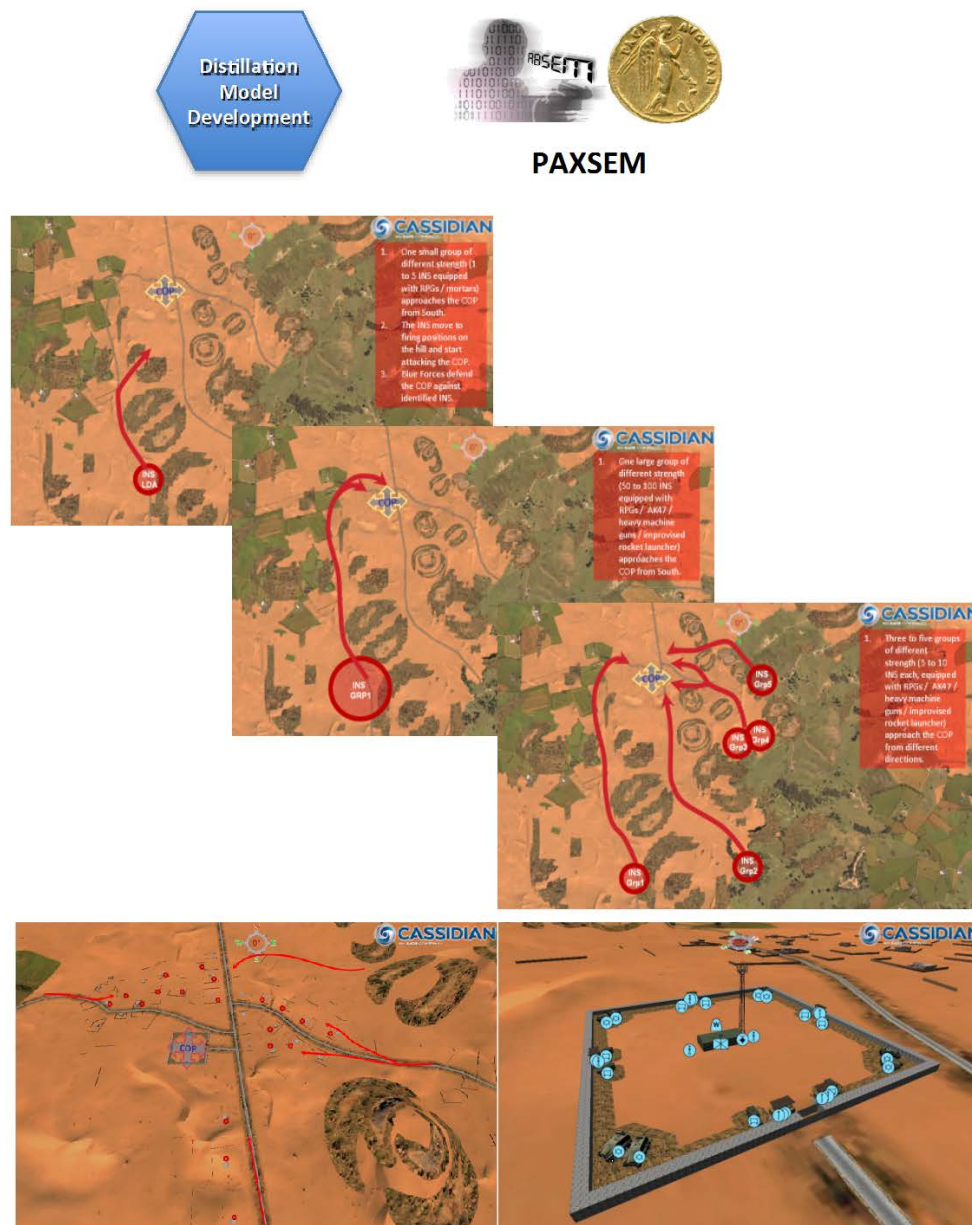 Distillation
Model
Development
ABSEM
PACI AUGUSTAE
PAXSEM
CASSIDIAN
1. One small group of
different strength (1
to 5 INS equipped
with RPGs / mortars)
approaches the COP
from South.
2. The INS move to
firing positions on
the hill and start
attacking the COP.
3. Blue Forces defend
the COP against
identified INS.
COP
INS
LDA
CASSIDIAN
1. One large group of
different strength
(50 to 100 INS
equipped with
RPGs / AK47 /
heavy machine
guns / improvised
rocket launcher)
approaches the
COP from South.
COP
INS
GRP1
CASSIDIAN
1. Three to five groups
of different
strength (5 to 10
INS each, equipped
with RPGs / AK47 /
heavy machine
guns / improvised
rocket launcher)
approach the COP
from different
directions.
COP
INS
Grp5
INS
Grp3
INS
Grp4
INS
Grp1
INS
Grp2
CASSIDIAN
COP
CASSIDIAN